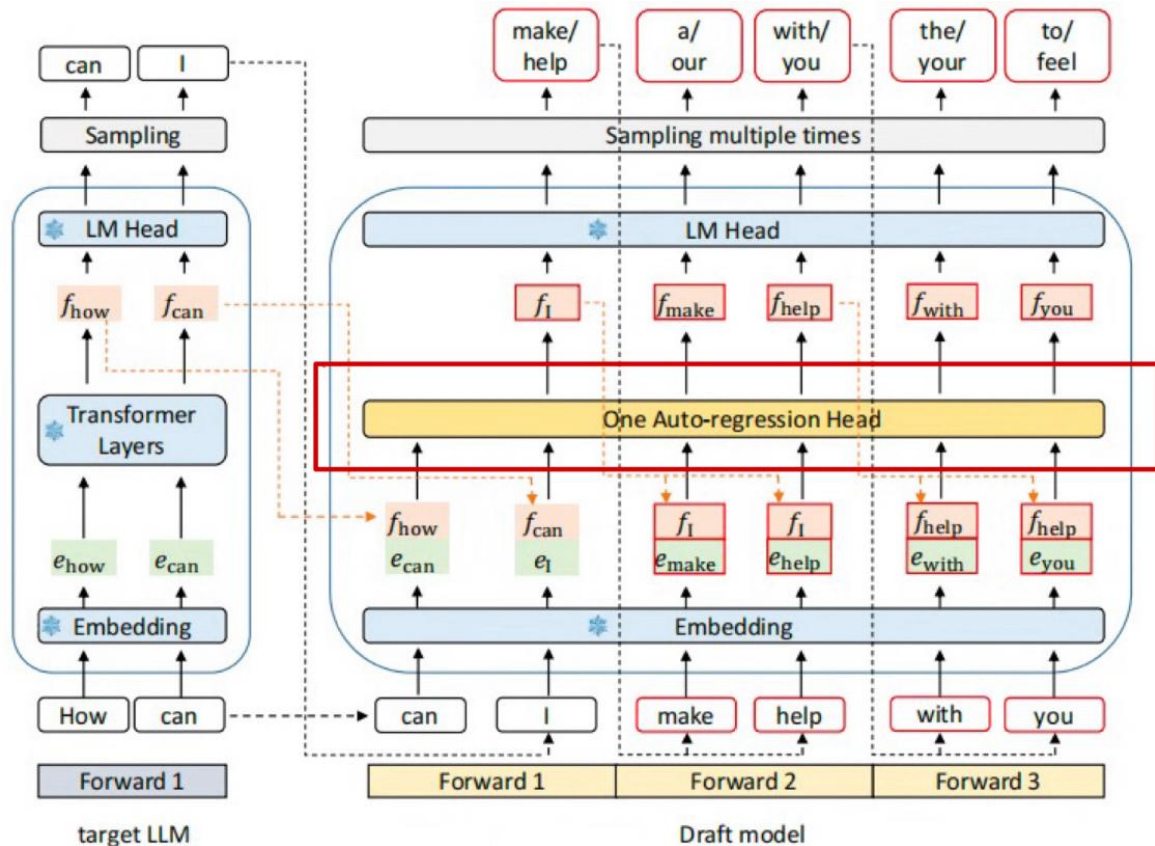 make/ a/ with/ the/ to/
help our you your feel
can I
Sampling Sampling multiple times
LM Head LM Head
f_how f_can f_I f_make f_help f_with f_you
Transformer
Layers
One Auto-regression Head
f_how f_can f_I f_I f_help f_help
e_how e_can e_can e_I e_make e_help e_with e_you
Embedding Embedding
How can can I make help with you
Forward 1 Forward 1 Forward 2 Forward 3
target LLM Draft model